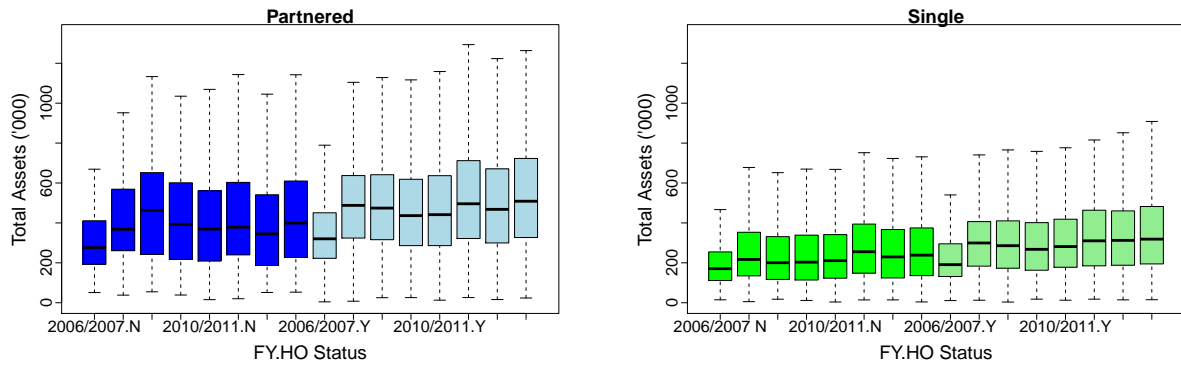 Partnered
Total Assets ('000)
1000
600
200
0
2006/2007.N 2010/2011.N 2006/2007.Y 2010/2011.Y
FY.HO Status
Single
Total Assets ('000)
1000
600
200
0
2006/2007 N 2010/2011.N 2006/2007.Y 2010/2011.Y
FY.HO Status